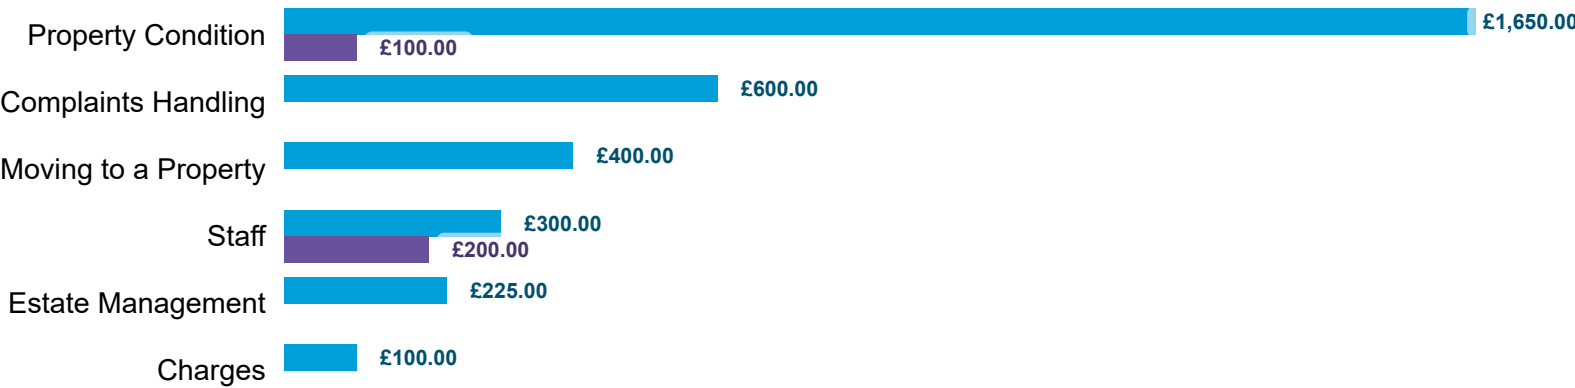 Property Condition £1,650.00
£100.00
Complaints Handling £600.00
Moving to a Property £400.00
Staff £300.00
£200.00
Estate Management £225.00
Charges £100.00